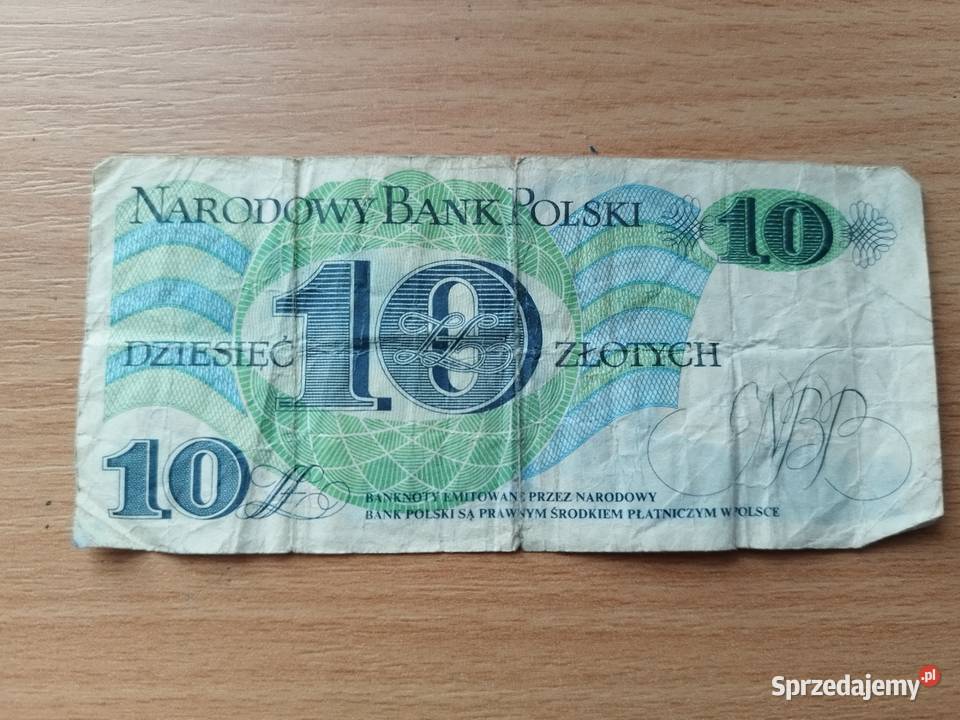 NARODOWY BANK POLSKI
10
10
DZIESIĘĆ ZŁOTYCH
NBP
10 zł
BANKNOTY EMITOWANE PRZEZ NARODOWY
BANK POLSKI SĄ PRAWNYM ŚRODKIEM PŁATNICZYM W POLSCE
Sprzedajemy.pl